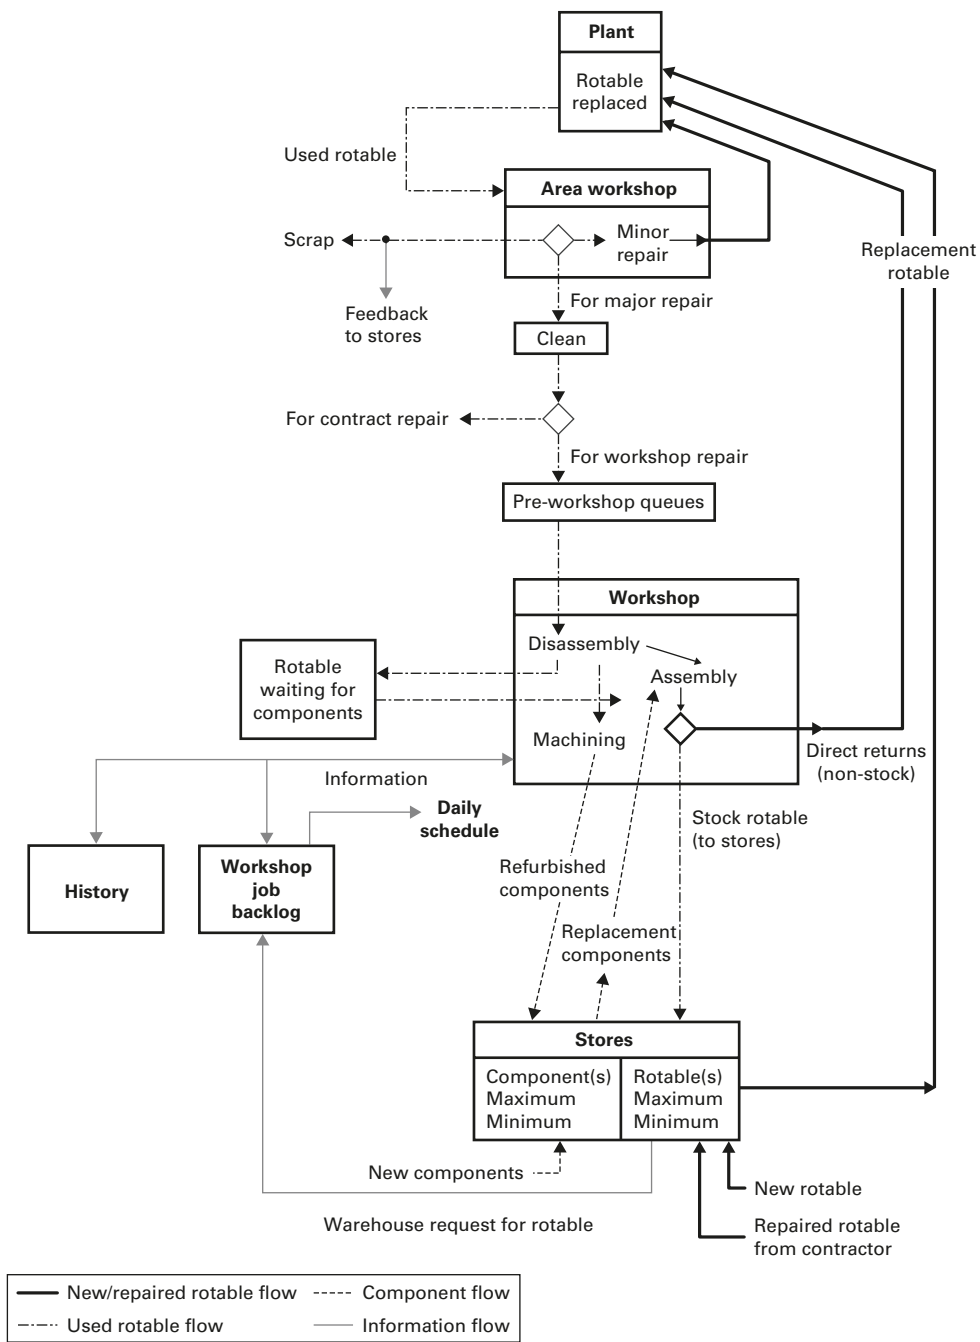 Plant
Rotable
replaced
Used rotable
Area workshop
Scrap
Minor
repair
Replacement
rotable
Feedback
to stores
For major repair
Clean
For contract repair
For workshop repair
Pre-workshop queues
Workshop
Disassembly
Rotable
waiting for
components
Assembly
Machining
Direct returns
(non-stock)
Information
Daily
schedule
Stock rotable
(to stores)
History
Workshop
job
backlog
Refurbished
components
Replacement
components
Stores
Component(s)
Maximum
Minimum
Rotable(s)
Maximum
Minimum
New components
New rotable
Warehouse request for rotable
Repaired rotable
from contractor
New/repaired rotable flow
Component flow
Used rotable flow
Information flow